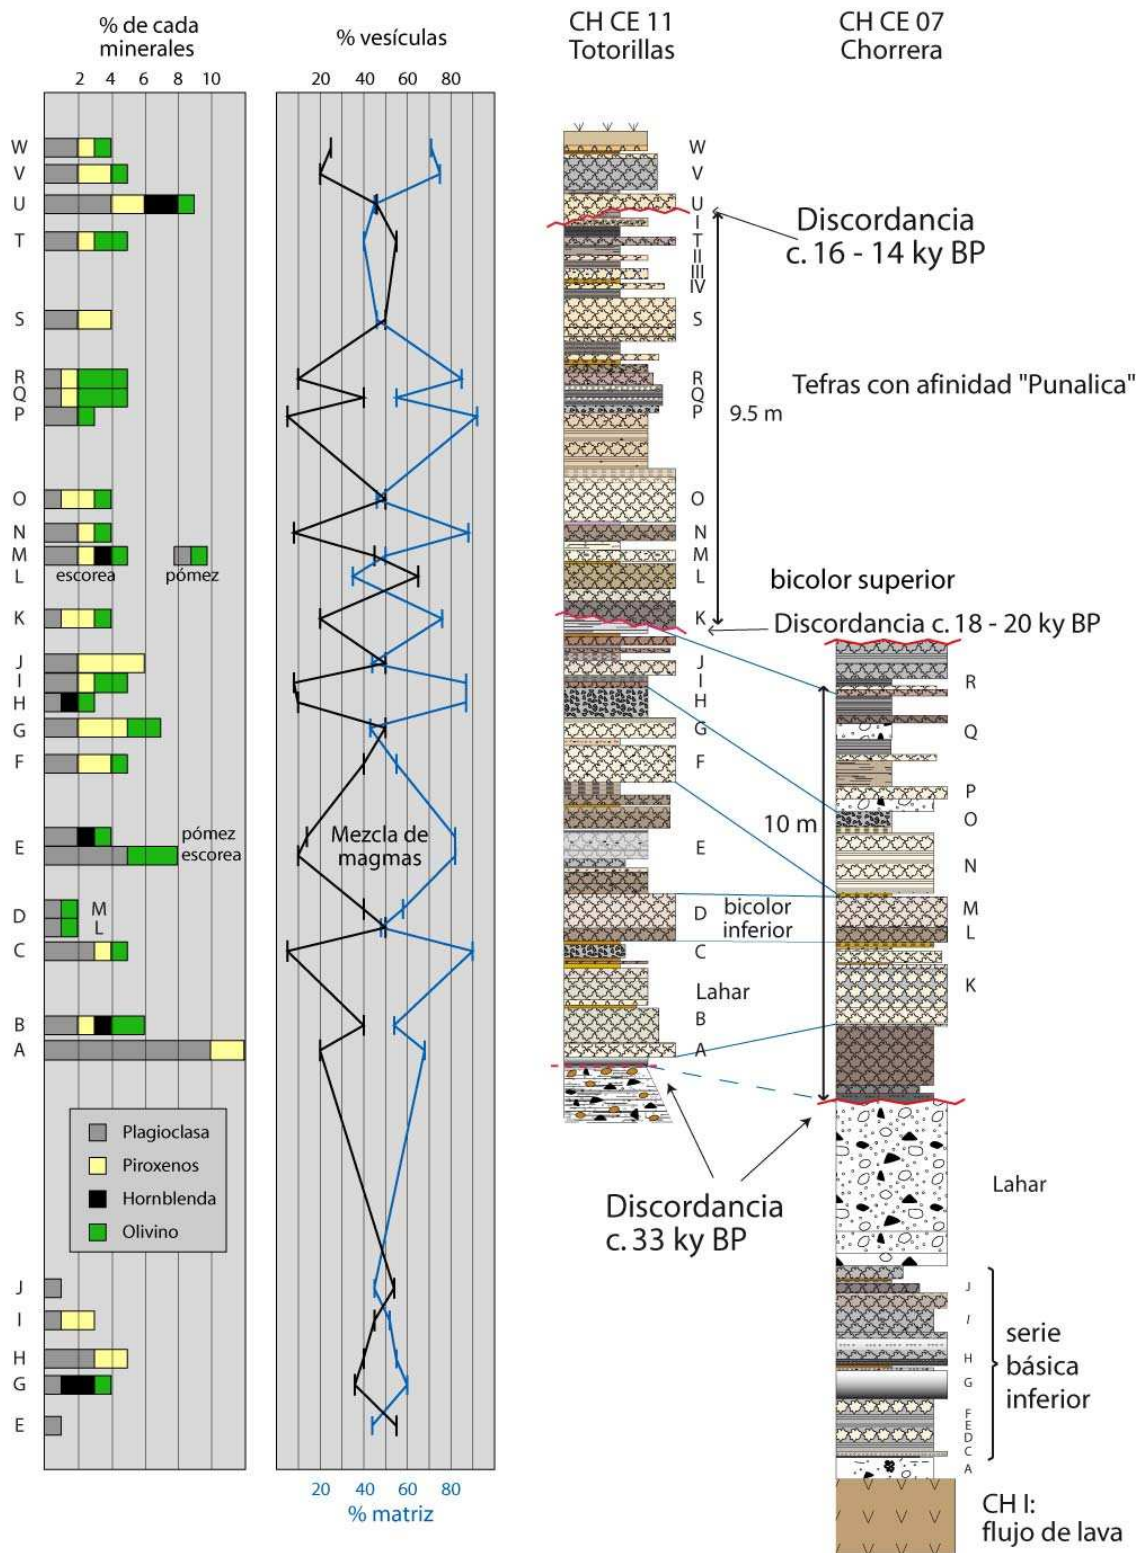 % de cada
minerales
2 4 6 8 10
W
V
U
T
S
R
Q
P
O
N
M
escorea pómez
L
K
J
I
H
G
F
E
pómez
escorea
D
M
L
C
B
A
Plagioclasa
Piroxenos
Hornblenda
Olivino
J
I
H
G
E
% vesículas
20 40 60 80
Mezcla de
magmas
20 40 60 80
% matriz
CH CE 11
Totorillas
W
V
U
I
T
II
III
IV
S
R
Q
P
O
N
M
L
K
J
I
H
G
F
E
D
bicolor
inferior
C
Lahar
B
A
Discordancia
c. 16 - 14 ky BP
Tefras con afinidad "Punalica"
9.5 m
bicolor superior
Discordancia c. 18 - 20 ky BP
10 m
Discordancia
c. 33 ky BP
CH CE 07
Chorrera
R
Q
P
O
N
M
L
K
Lahar
J
I
H
G
F
E
D
C
A
serie
básica
inferior
CH I:
flujo de lava